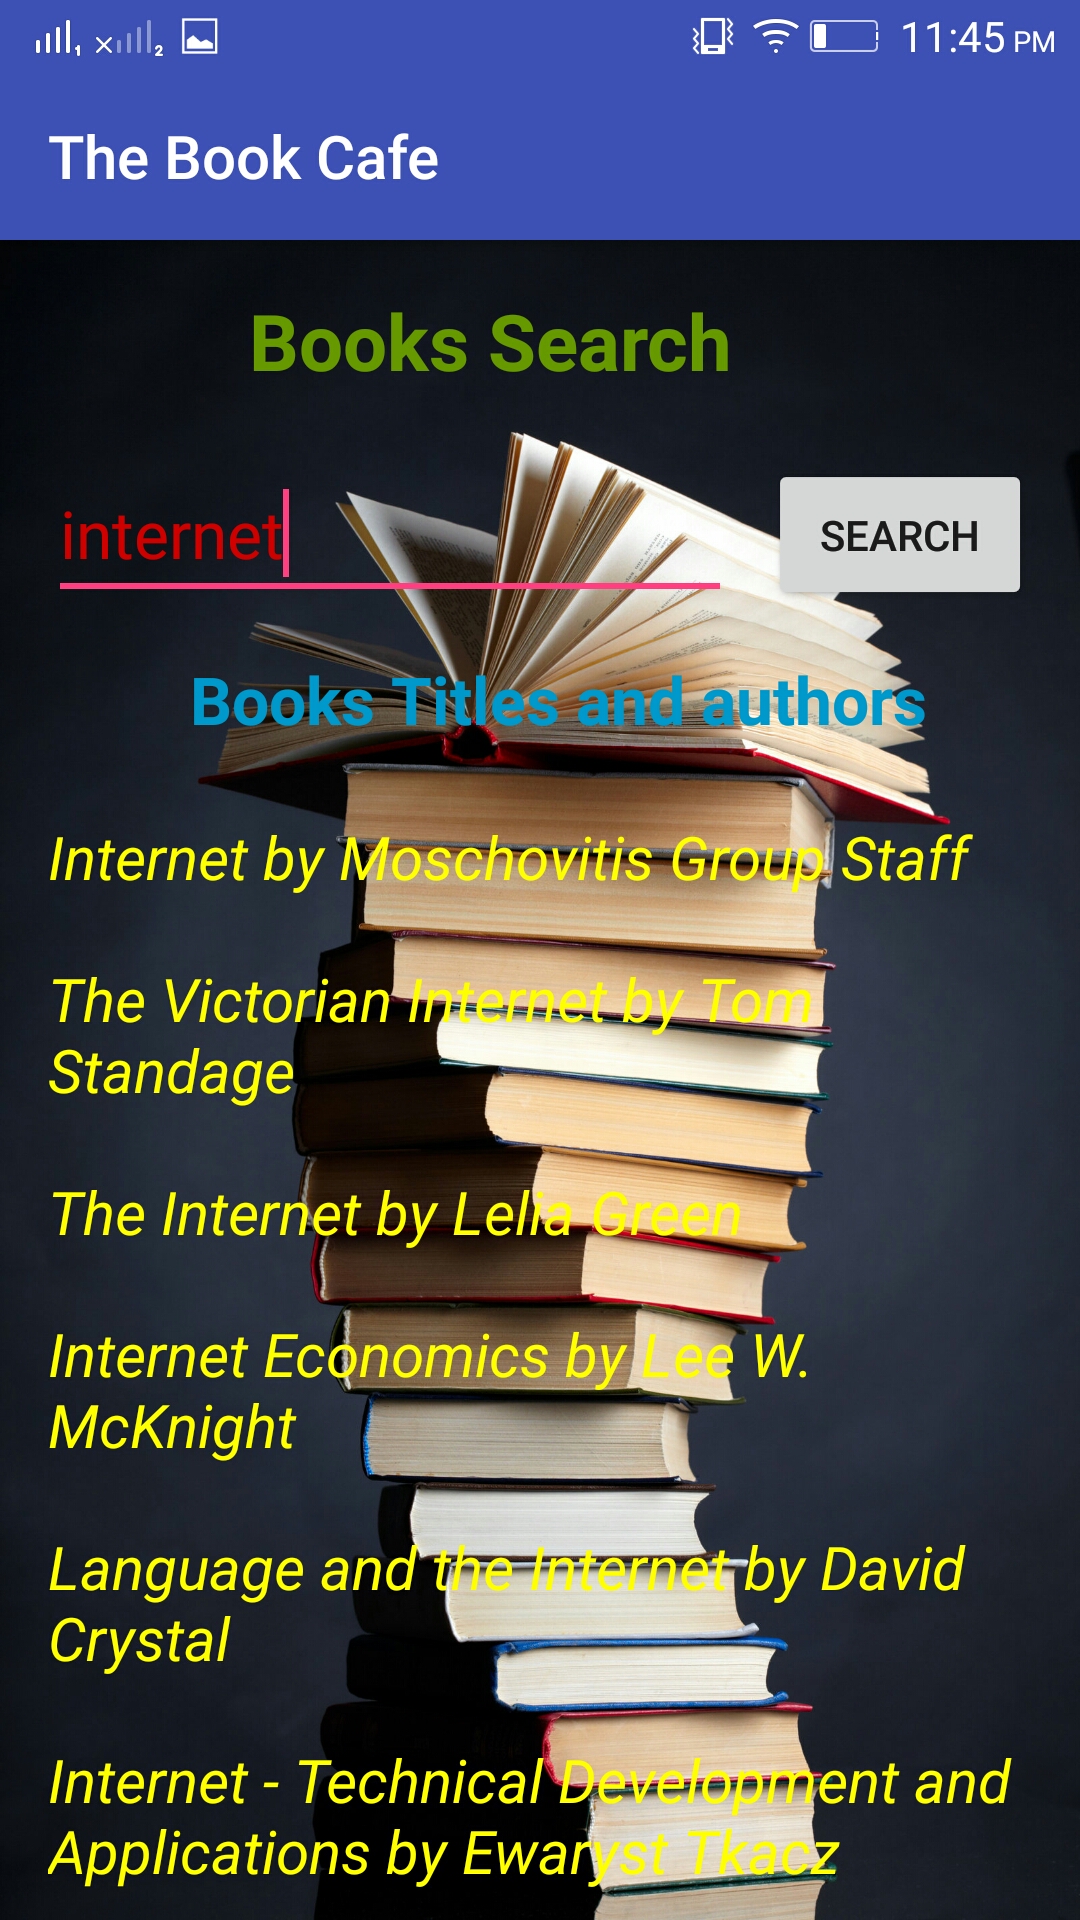 11:45 PM
The Book Cafe
Books Search
internet
SEARCH
Books Titles and authors
Internet by Moschovitis Group Staff
The Victorian Internet by Tom
Standage
The Internet by Lelia Green
Internet Economics by Lee W.
McKnight
Language and the Internet by David
Crystal
Internet - Technical Development and
Applications by Ewaryst Tkacz